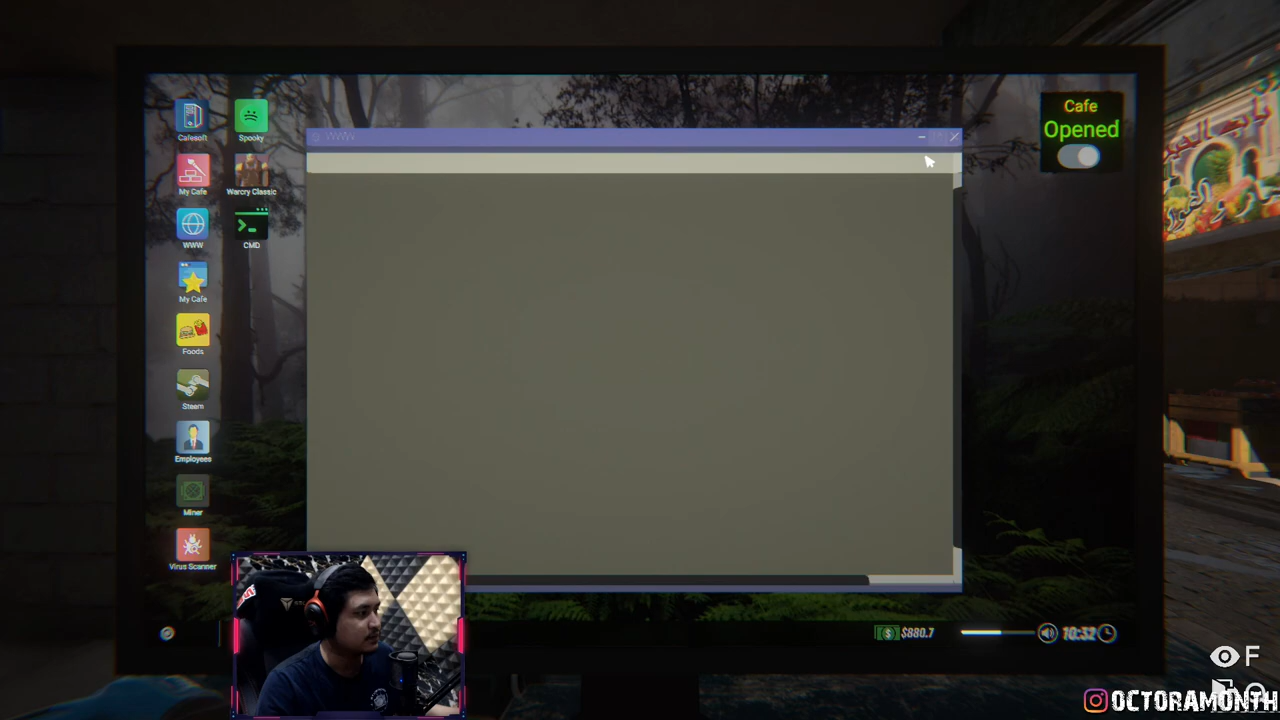 Cafesoft
Spooky
My Cafe
Warcry Classic
WWW
CMD
My Cafe
Foods
Steem
Employees
Miner
Virus Scanner
Cafe
Opened
$880.7
10:32
F
OCTORAMONTH